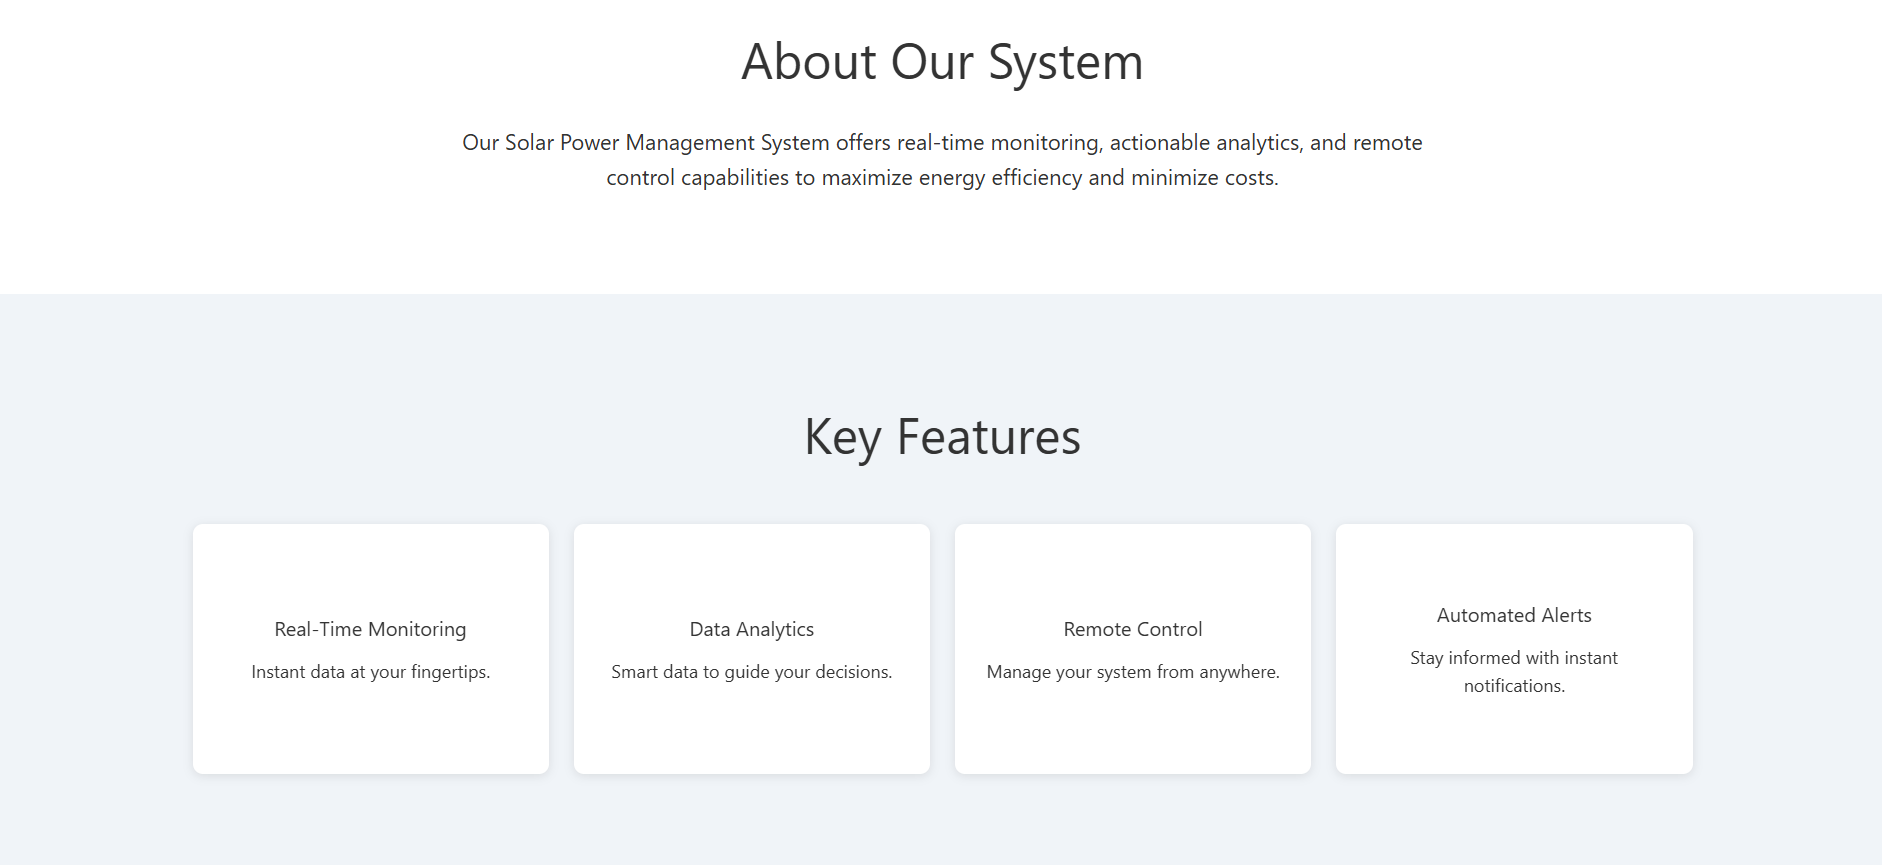 About Our System
Our Solar Power Management System offers real-time monitoring, actionable analytics, and remote
control capabilities to maximize energy efficiency and minimize costs.
Key Features
Real-Time Monitoring
Instant data at your fingertips.
Data Analytics
Smart data to guide your decisions.
Remote Control
Manage your system from anywhere.
Automated Alerts
Stay informed with instant
notifications.